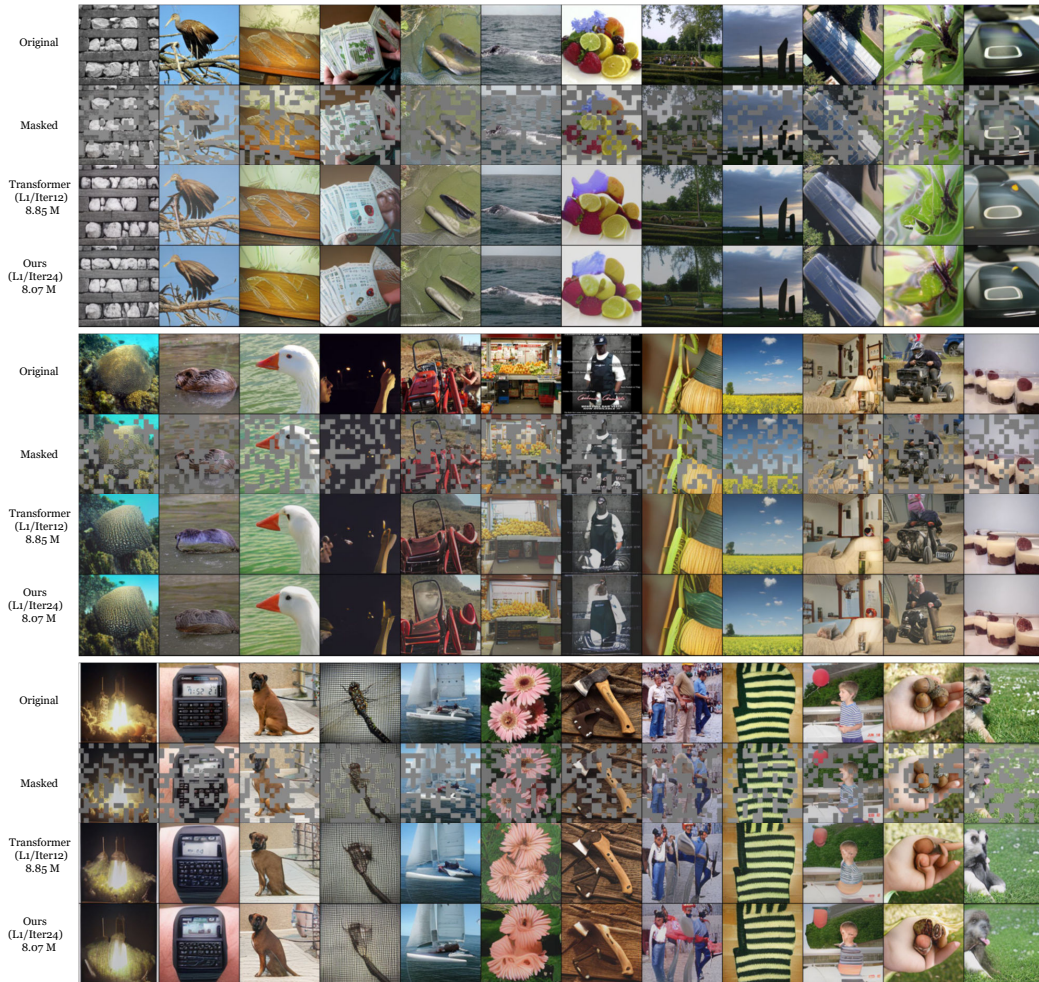 Original
Masked
Transformer
(L1/Iter12)
8.85 M
Ours
(L1/Iter24)
8.07 M
Original
Masked
Transformer
(L1/Iter12)
8.85 M
Ours
(L1/Iter24)
8.07 M
Original
Masked
Transformer
(L1/Iter12)
8.85 M
Ours
(L1/Iter24)
8.07 M